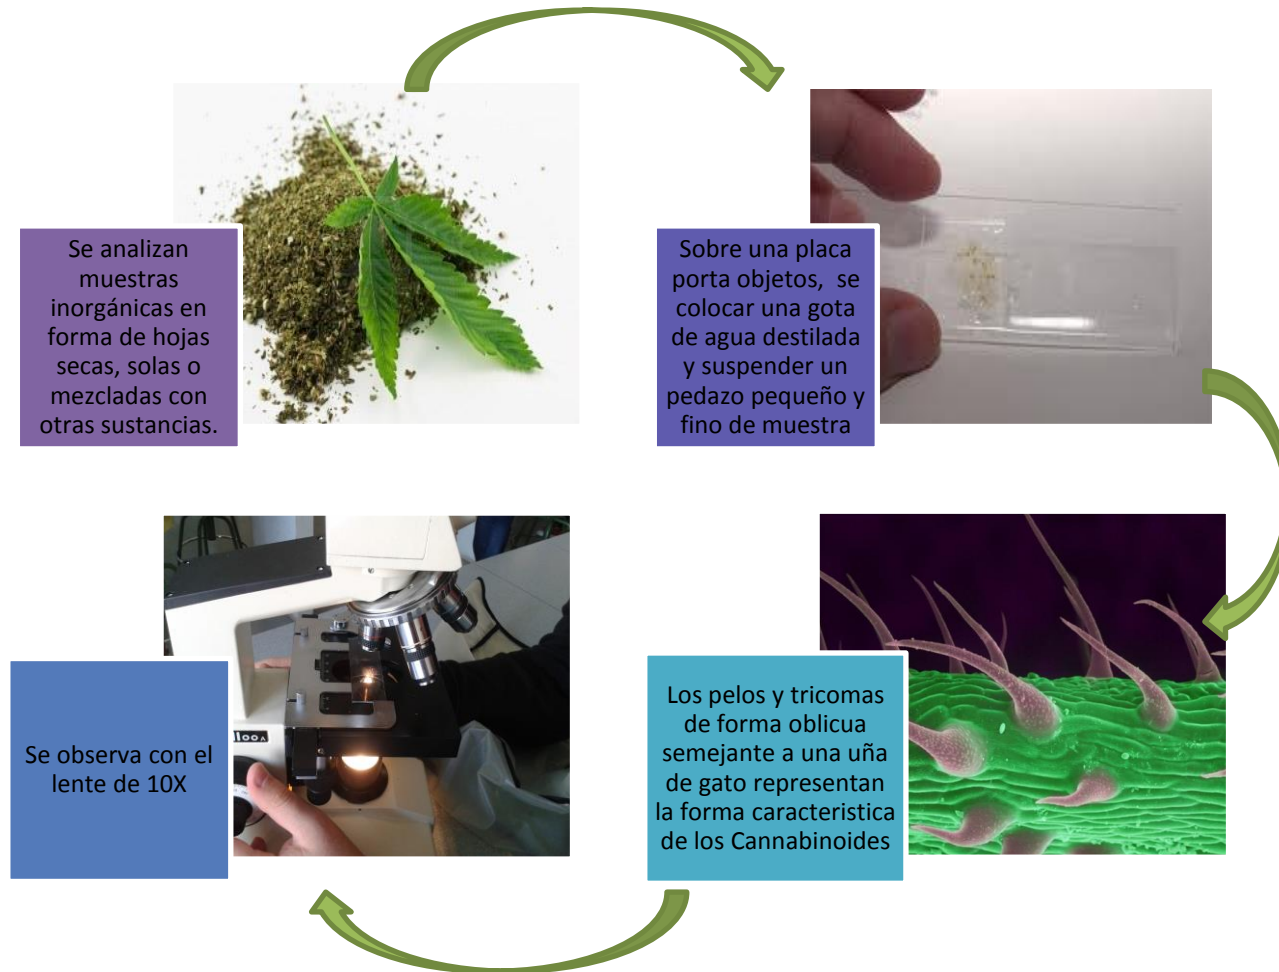 Se analizan
muestras
inorgánicas en
forma de hojas
secas, solas o
mezcladas con
otras sustancias.
Sobre una placa
porta objetos,  se
colocar una gota
de agua destilada
y suspender un
pedazo pequeño y
fino de muestra
Los pelos y tricomas
de forma oblicua
semejante a una uña
de gato representan
la forma caracteristica
de los Cannabinoides
Se observa con el
lente de 10X